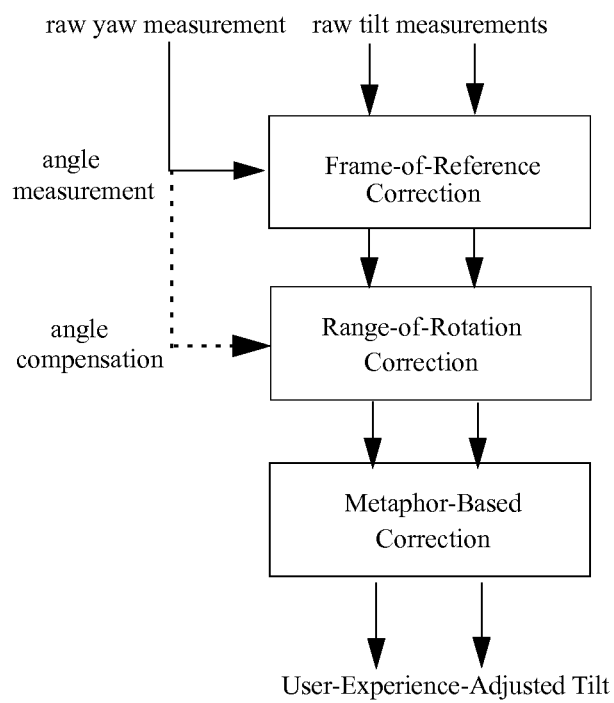 raw yaw measurement
raw tilt measurements
angle
measurement
Frame-of-Reference
Correction
angle
compensation
Range-of-Rotation
Correction
Metaphor-Based
Correction
User-Experience-Adjusted Tilt